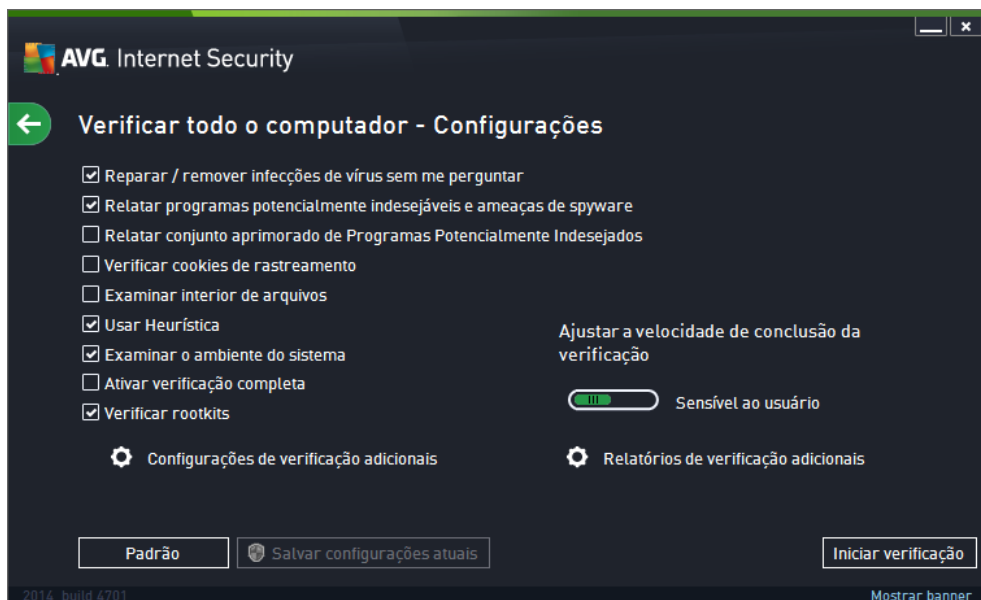 AVG. Internet Security
Verificar todo o computador - Configurações
Reparar / remover infecções de vírus sem me perguntar
Relatar programas potencialmente indesejáveis e ameaças de spyware
Relatar conjunto aprimorado de Programas Potencialmente Indesejados
Verificar cookies de rastreamento
Examinar interior de arquivos
Usar Heurística
Examinar o ambiente do sistema
Ativar verificação completa
Verificar rootkits
Ajustar a velocidade de conclusão da
verificação
Sensível ao usuário
Configurações de verificação adicionais
Relatórios de verificação adicionais
Padrão
Salvar configurações atuais
Iniciar verificação
2014 build 4701
Mostrar banner